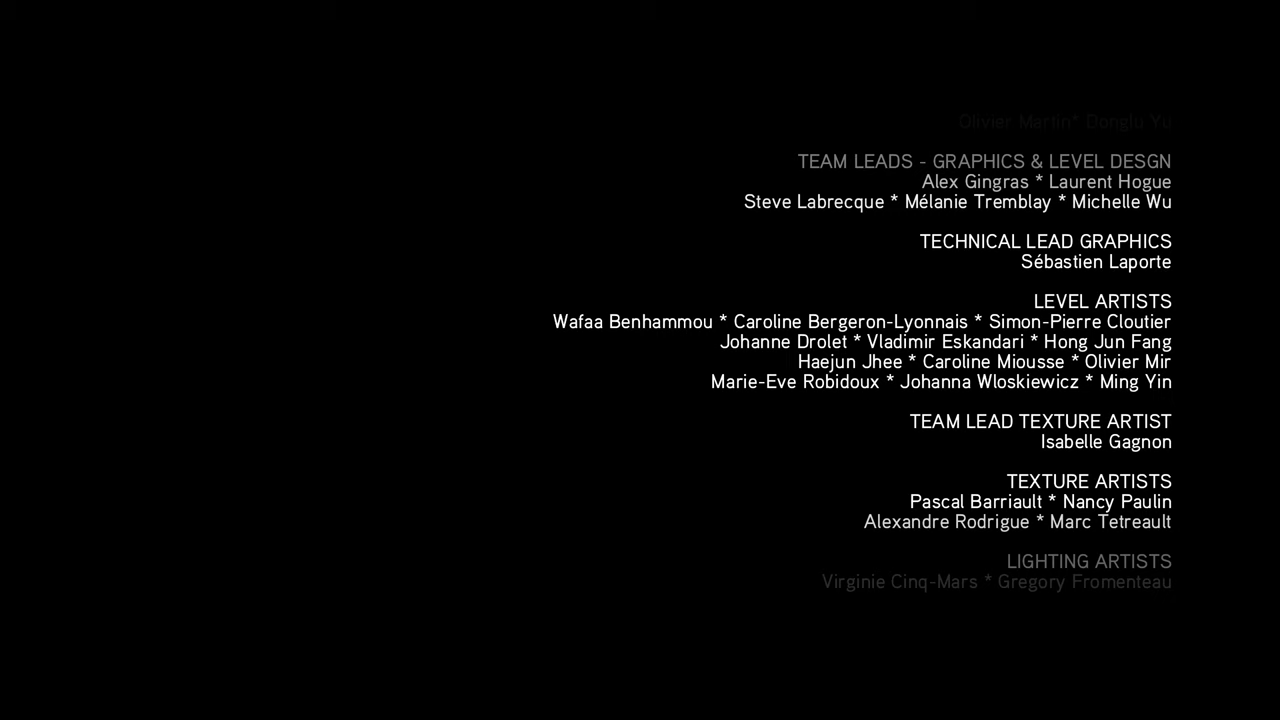 Olivier Martin* Donglu Yu
TEAM LEADS - GRAPHICS & LEVEL DESGN
Alex Gingras * Laurent Hogue
Steve Labrecque * Mélanie Tremblay * Michelle Wu
TECHNICAL LEAD GRAPHICS
Sébastien Laporte
LEVEL ARTISTS
Wafaa Benhammou * Caroline Bergeron-Lyonnais * Simon-Pierre Cloutier
Johanne Drolet * Vladimir Eskandari * Hong Jun Fang
Haejun Jhee * Caroline Miousse * Olivier Mir
Marie-Eve Robidoux * Johanna Wloskiewicz * Ming Yin
TEAM LEAD TEXTURE ARTIST
Isabelle Gagnon
TEXTURE ARTISTS
Pascal Barriault * Nancy Paulin
Alexandre Rodrigue * Marc Tetreault
LIGHTING ARTISTS
Virginie Cinq-Mars * Gregory Fromenteau